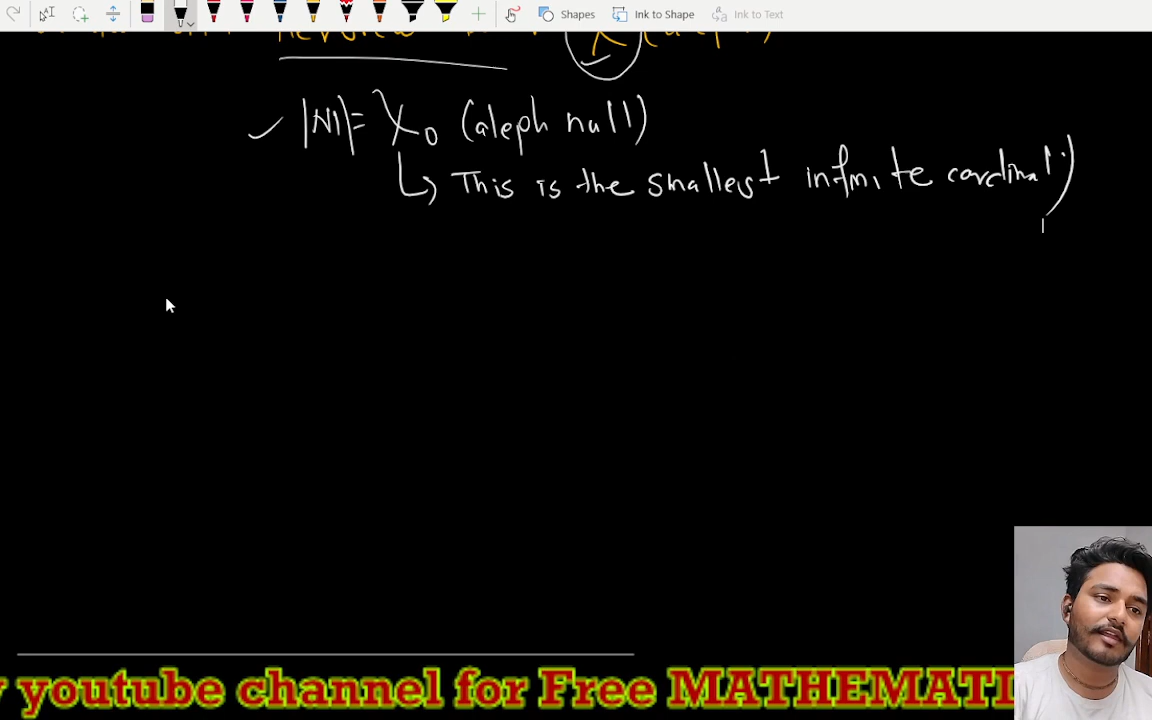 Shapes Ink to Shape Ink to Text
Hebrew
|N| = ℵ0 (aleph null)
↳ This is the smallest infinite cardinal.)
youtube channel for Free MATHEMATI